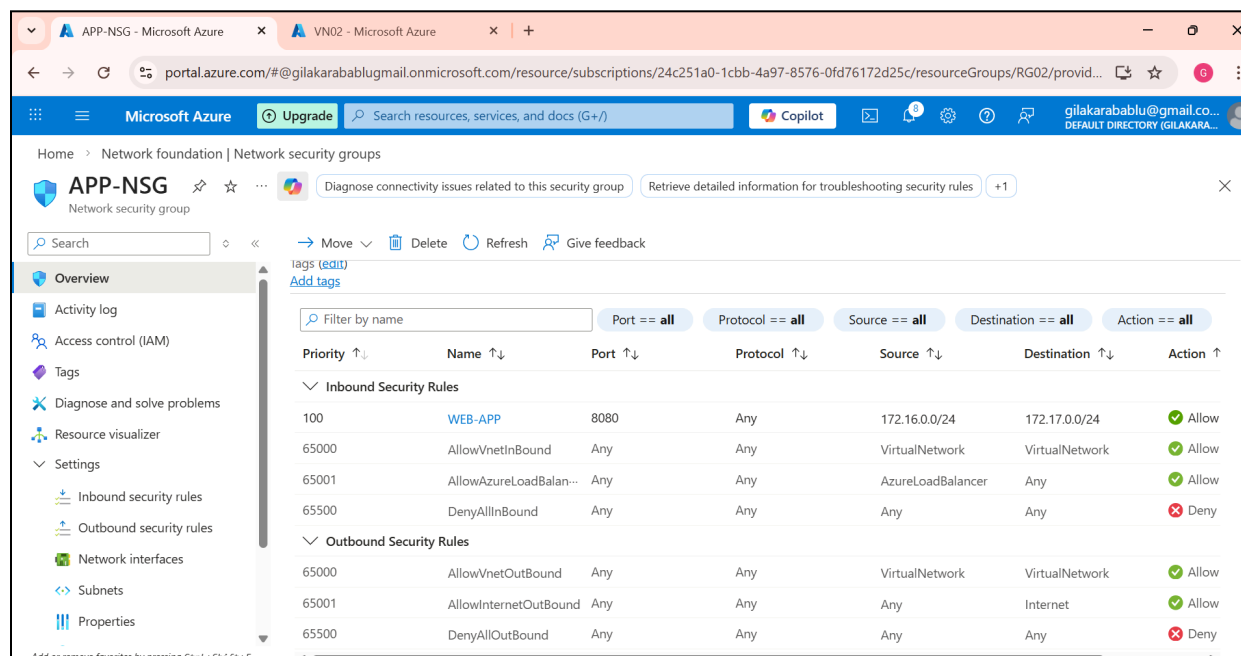 APP-NSG - Microsoft Azure
VN02 - Microsoft Azure
portal.azure.com/#@gilakarabablugmail.onmicrosoft.com/resource/subscriptions/24c251a0-1cbb-4a97-8576-0fd76172d25c/resourceGroups/RG02/provid...
G
Microsoft Azure
Upgrade
Search resources, services, and docs (G+/)
Copilot
8
gilakarabablu@gmail.co...
DEFAULT DIRECTORY (GILAKARA...
Home > Network foundation | Network security groups
APP-NSG
Network security group
Diagnose connectivity issues related to this security group
Retrieve detailed information for troubleshooting security rules
+1
Search
Move
Delete
Refresh
Give feedback
Overview
Activity log
Access control (IAM)
Tags
Diagnose and solve problems
Resource visualizer
Settings
Inbound security rules
Outbound security rules
Network interfaces
Subnets
Properties
Tags (edit)
Add tags
Filter by name
Port == all
Protocol == all
Source == all
Destination == all
Action == all
Priority Name Port Protocol Source Destination Action
Inbound Security Rules
100 WEB-APP 8080 Any 172.16.0.0/24 172.17.0.0/24 Allow
65000 AllowVnetInBound Any Any VirtualNetwork VirtualNetwork Allow
65001 AllowAzureLoadBalan... Any Any AzureLoadBalancer Any Allow
65500 DenyAllInBound Any Any Any Any Deny
Outbound Security Rules
65000 AllowVnetOutBound Any Any VirtualNetwork VirtualNetwork Allow
65001 AllowInternetOutBound Any Any Any Internet Allow
65500 DenyAllOutBound Any Any Any Any Deny